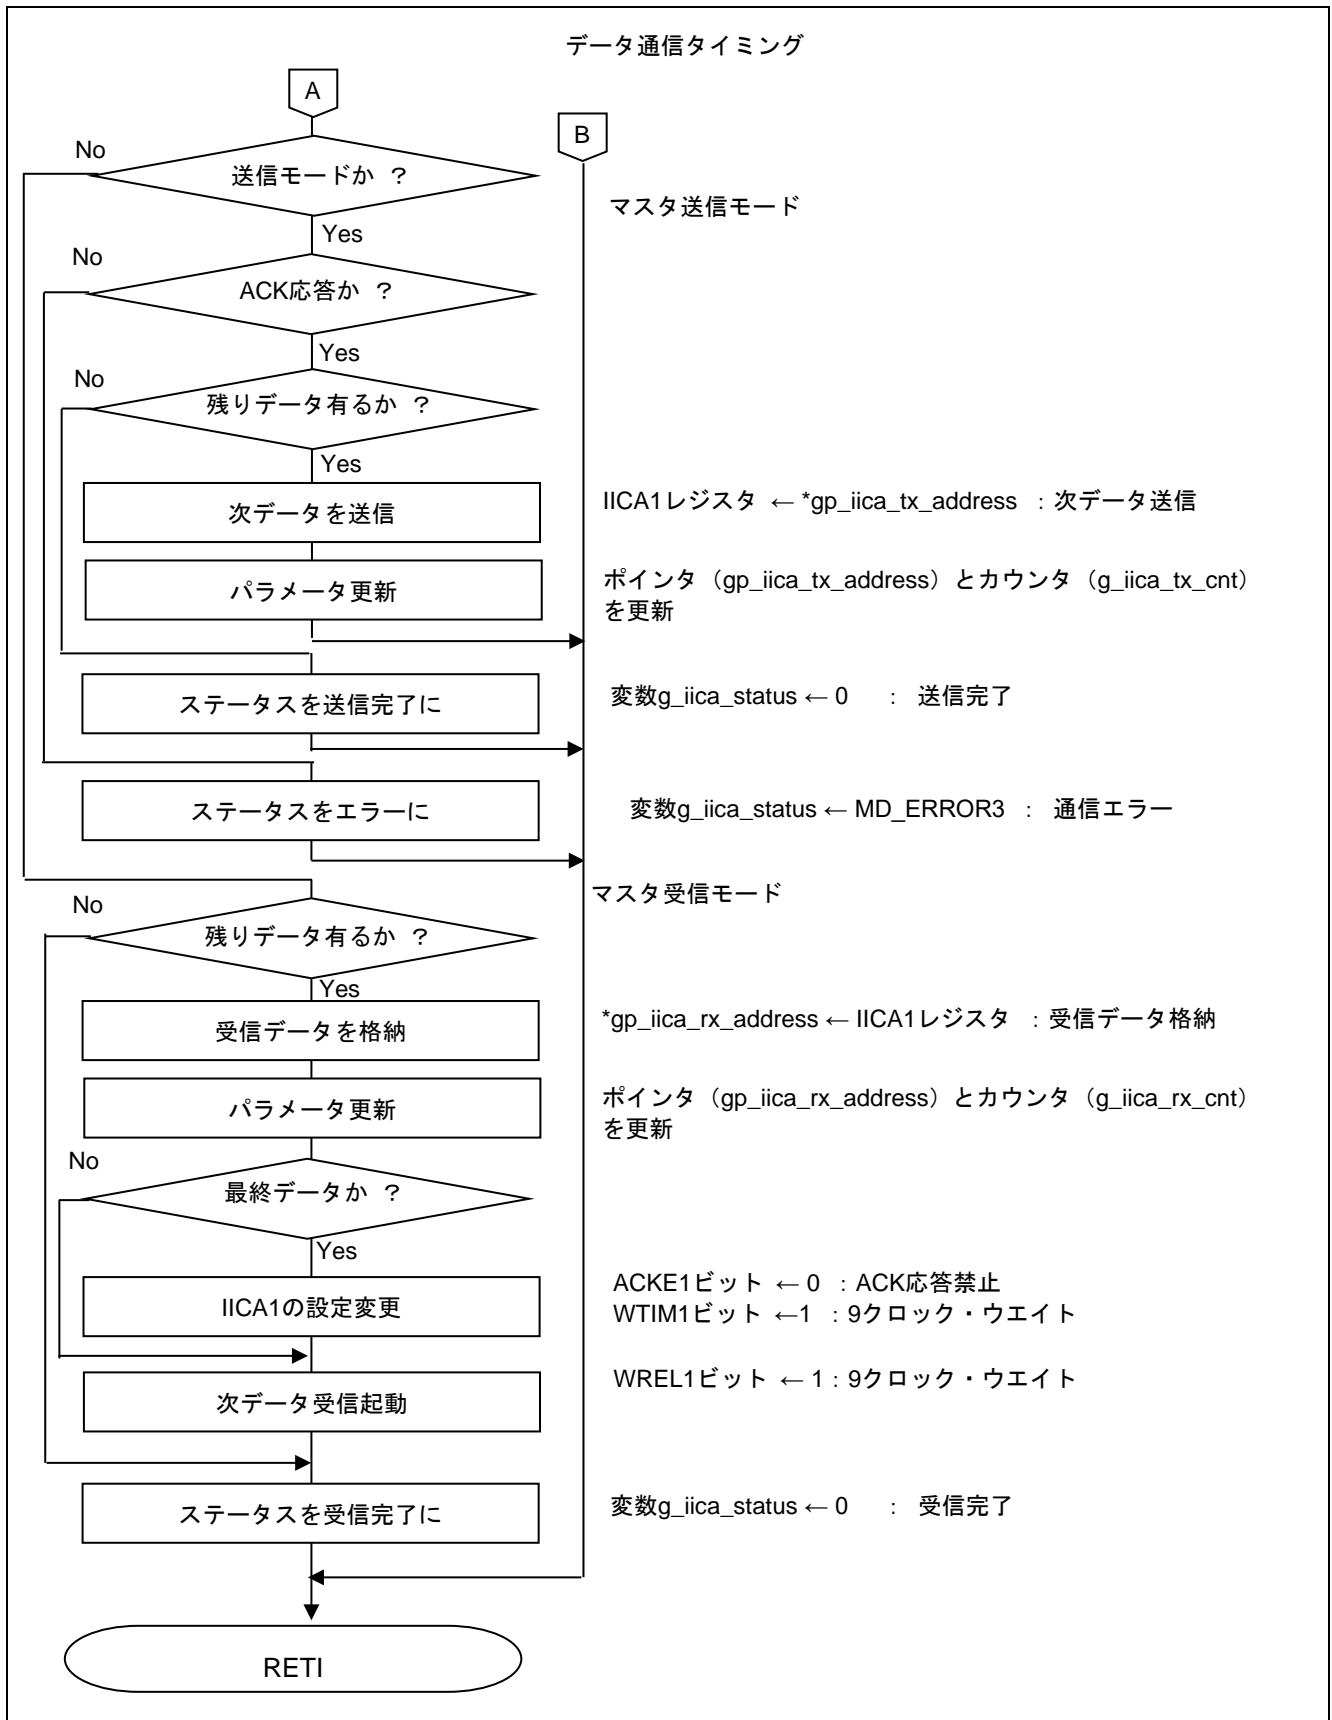 データ通信タイミング
A
B
No
送信モードか ？
マスタ送信モード
Yes
No
ACK応答か ？
Yes
No
残りデータ有るか ？
Yes
次データを送信
IICA1レジスタ ← *gp_iica_tx_address ：次データ送信
パラメータ更新
ポインタ（gp_iica_tx_address）とカウンタ（g_iica_tx_cnt）
を更新
ステータスを送信完了に
変数g_iica_status ← 0 ： 送信完了
ステータスをエラーに
変数g_iica_status ← MD_ERROR3 ： 通信エラー
マスタ受信モード
No
残りデータ有るか ？
Yes
受信データを格納
*gp_iica_rx_address ← IICA1レジスタ ：受信データ格納
パラメータ更新
ポインタ（gp_iica_rx_address）とカウンタ（g_iica_rx_cnt）
を更新
No
最終データか ？
Yes
IICA1の設定変更
ACKE1ビット ← 0 ：ACK応答禁止
WTIM1ビット ←1 ：9クロック・ウエイト
次データ受信起動
WREL1ビット ← 1：9クロック・ウエイト
ステータスを受信完了に
変数g_iica_status ← 0 ： 受信完了
RETI